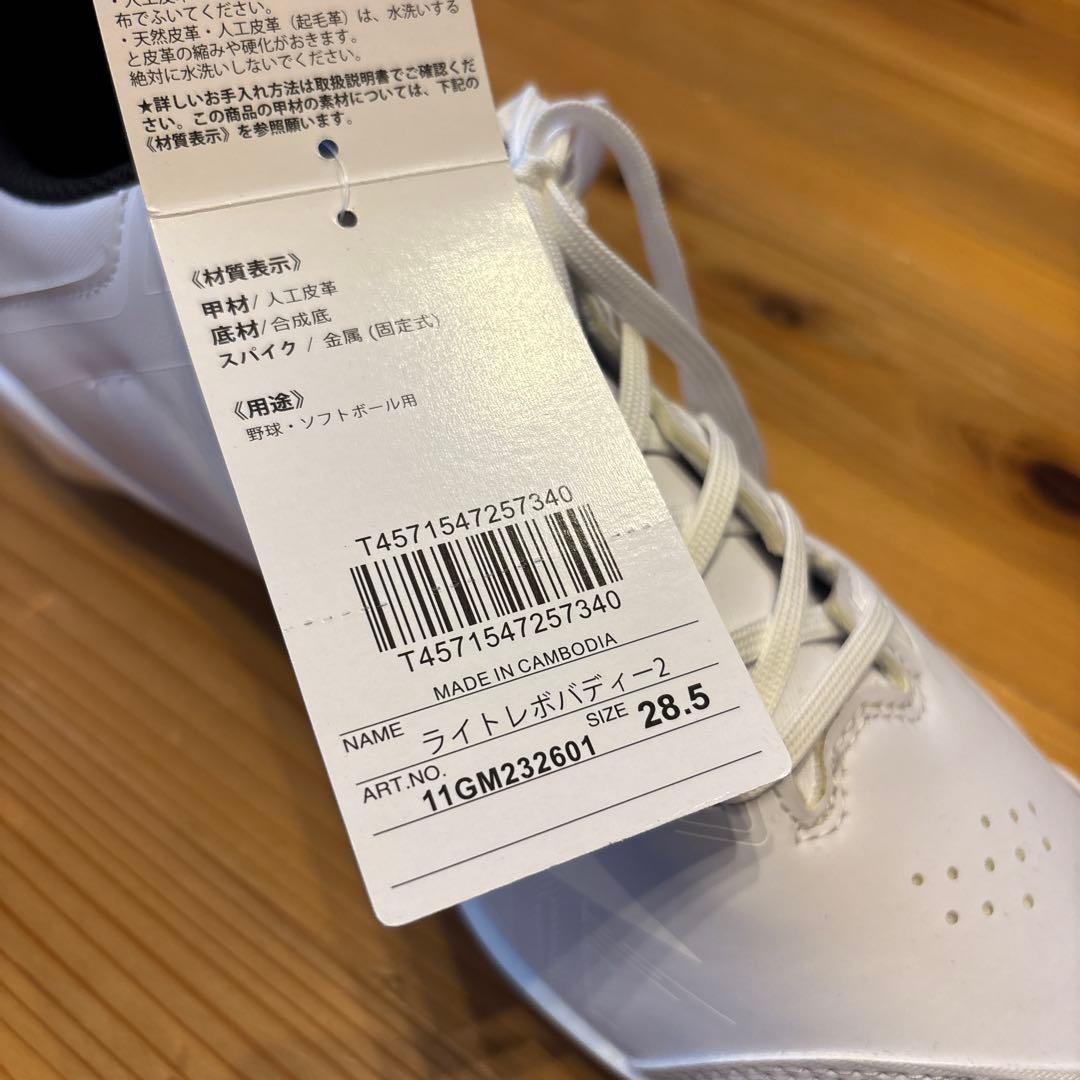 ・人工皮革
布でふいてください。
・天然皮革・人工皮革（起毛革）は、水洗いする
と皮革の縮みや硬化がおきます。
絶対に水洗いしないでください。
★詳しいお手入れ方法は取扱説明書でご確認くだ
さい。この商品の甲材の素材については、下記の
《材質表示》を参照願います。
《材質表示》
甲材/ 人工皮革
底材/ 合成底
スパイク / 金属 (固定式)
《用途》
野球・ソフトボール用
T4571547257340
T4571547257340
MADE IN CAMBODIA
NAME ライトレボバディー2
ART.NO. 11GM232601 SIZE 28.5